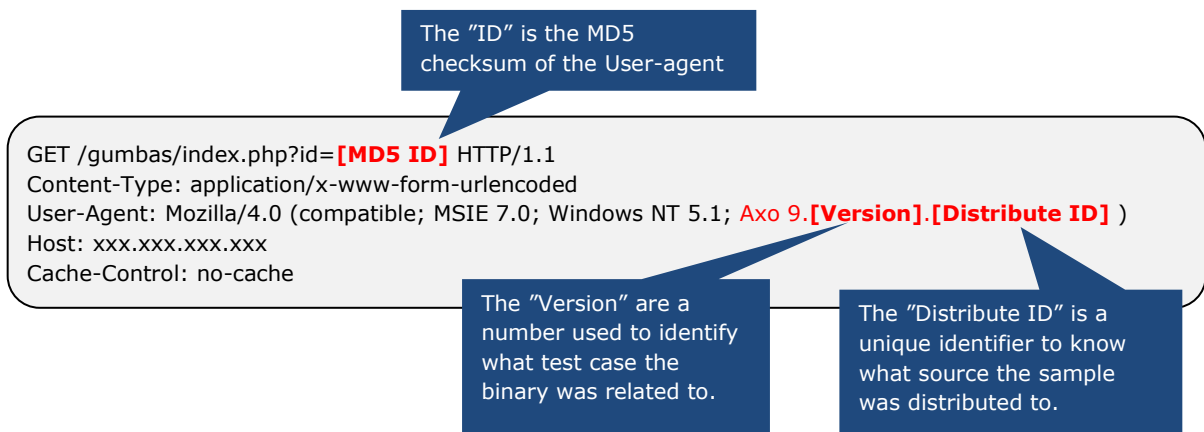 The ”ID” is the MD5
checksum of the User-agent
GET /gumbas/index.php?id=[MD5 ID] HTTP/1.1
Content-Type: application/x-www-form-urlencoded
User-Agent: Mozilla/4.0 (compatible; MSIE 7.0; Windows NT 5.1; Axo 9.[Version].[Distribute ID] )
Host: xxx.xxx.xxx.xxx
Cache-Control: no-cache
The ”Version” are a
number used to identify
what test case the
binary was related to.
The ”Distribute ID” is a
unique identifier to know
what source the sample
was distributed to.